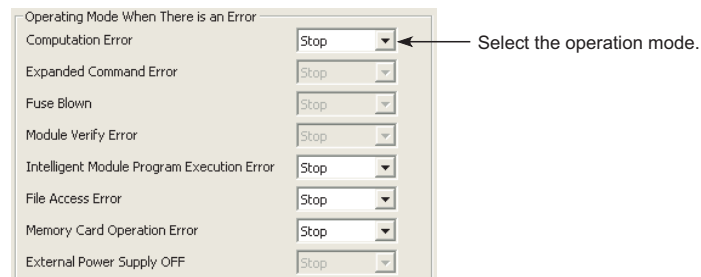 Operating Mode When There is an Error
Computation Error Stop Select the operation mode.
Expanded Command Error Stop
Fuse Blown Stop
Module Verify Error Stop
Intelligent Module Program Execution Error Stop
File Access Error Stop
Memory Card Operation Error Stop
External Power Supply OFF Stop